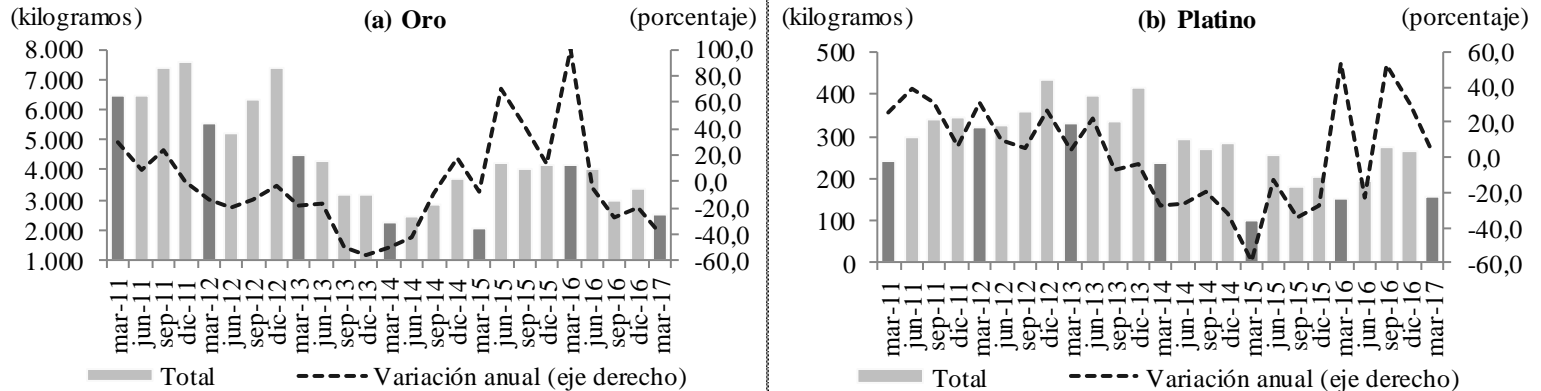 (kilogramos) (a) Oro (porcentaje)
8.000
7.000
6.000
5.000
4.000
3.000
2.000
1.000
100,0
80,0
60,0
40,0
20,0
0,0
-20,0
-40,0
-60,0
mar-11
jun-11
sep-11
dic-11
mar-12
jun-12
sep-12
dic-12
mar-13
jun-13
sep-13
dic-13
mar-14
jun-14
sep-14
dic-14
mar-15
jun-15
sep-15
dic-15
mar-16
jun-16
sep-16
dic-16
mar-17
Total Variación anual (eje derecho)
(kilogramos) (b) Platino (porcentaje)
500
400
300
200
100
0
60,0
40,0
20,0
0,0
-20,0
-40,0
-60,0
mar-11
jun-11
sep-11
dic-11
mar-12
jun-12
sep-12
dic-12
mar-13
jun-13
sep-13
dic-13
mar-14
jun-14
sep-14
dic-14
mar-15
jun-15
sep-15
dic-15
mar-16
jun-16
sep-16
dic-16
mar-17
Total Variación anual (eje derecho)